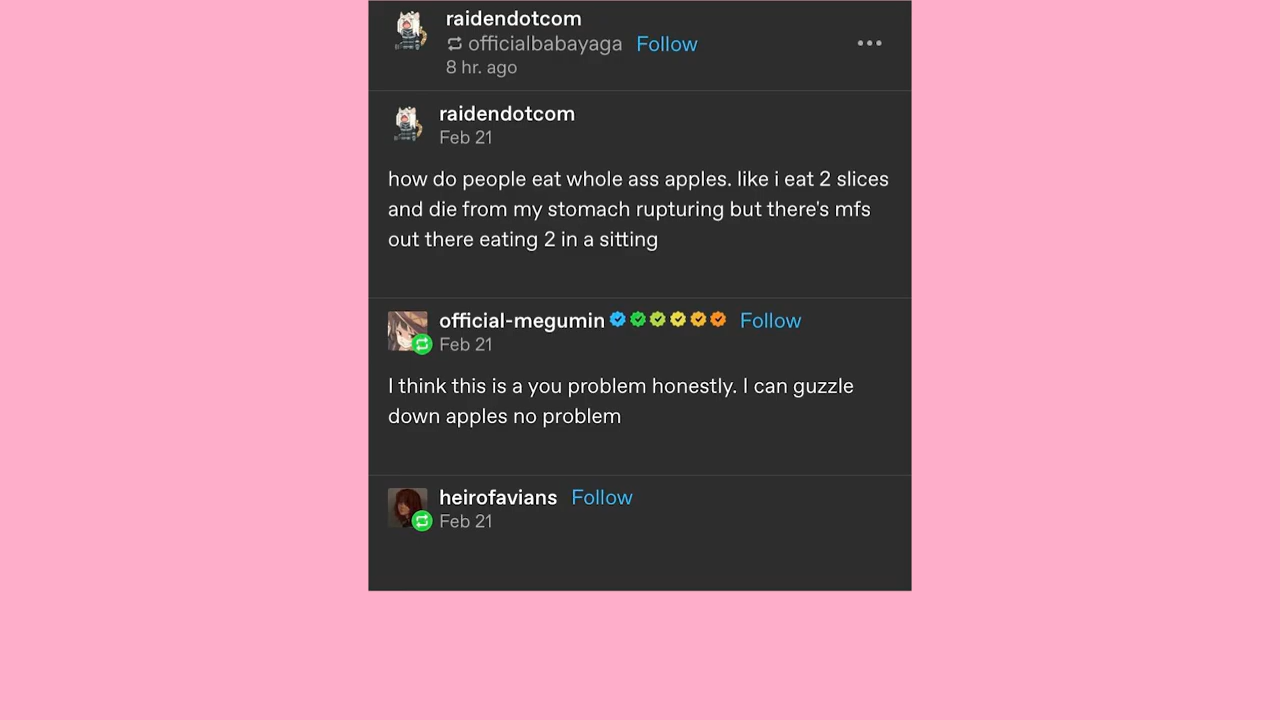 raidendotcom
officialbabayaga Follow
8 hr. ago
raidendotcom
Feb 21
how do people eat whole ass apples. like i eat 2 slices
and die from my stomach rupturing but there's mfs
out there eating 2 in a sitting
official-megumin Follow
Feb 21
I think this is a you problem honestly. I can guzzle
down apples no problem
heirofavians Follow
Feb 21